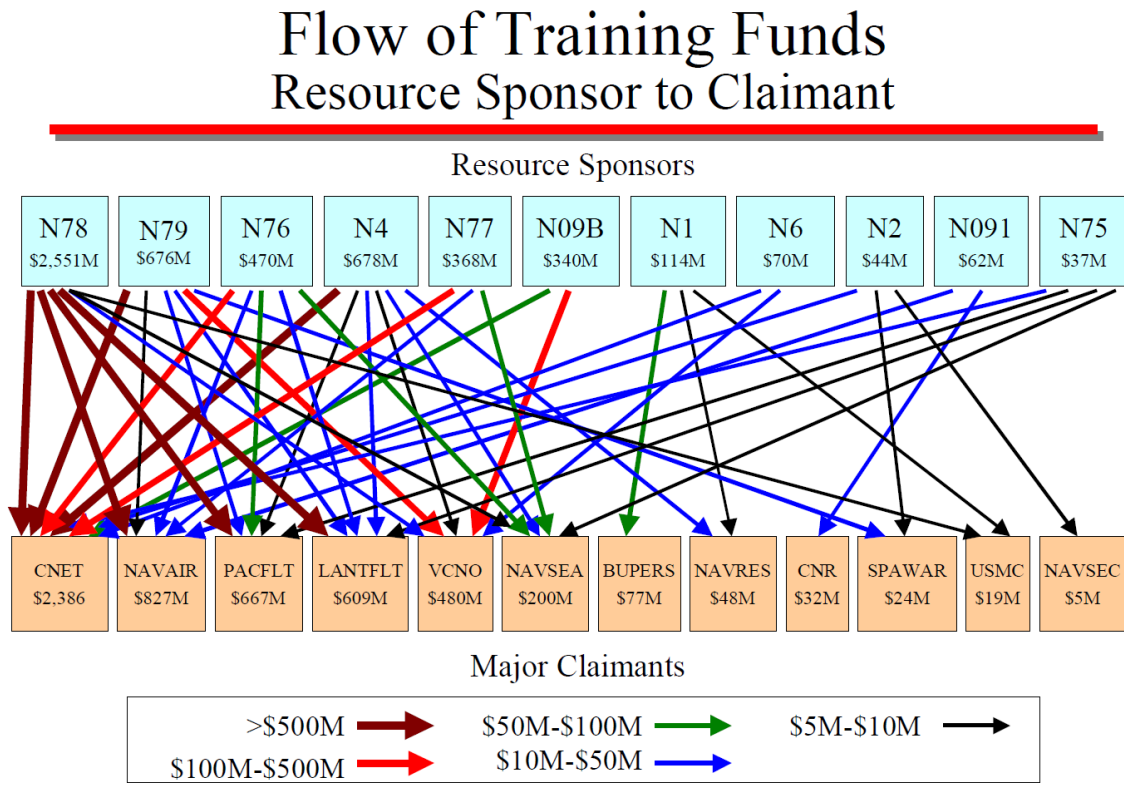 Flow of Training Funds
Resource Sponsor to Claimant
Resource Sponsors
N78 N79 N76 N4 N77 N09B N1 N6 N2 N091 N75
$2,551M $676M $470M $678M $368M $340M $114M $70M $44M $62M $37M
CNET NAVAIR PACFLT LANTFLT VCNO NAVSEA BUPERS NAVRES CNR SPAWAR USMC NAVSEC
$2,386 $827M $667M $609M $480M $200M $77M $48M $32M $24M $19M $5M
Major Claimants
>$500M $50M-$100M $5M-$10M
$100M-$500M $10M-$50M